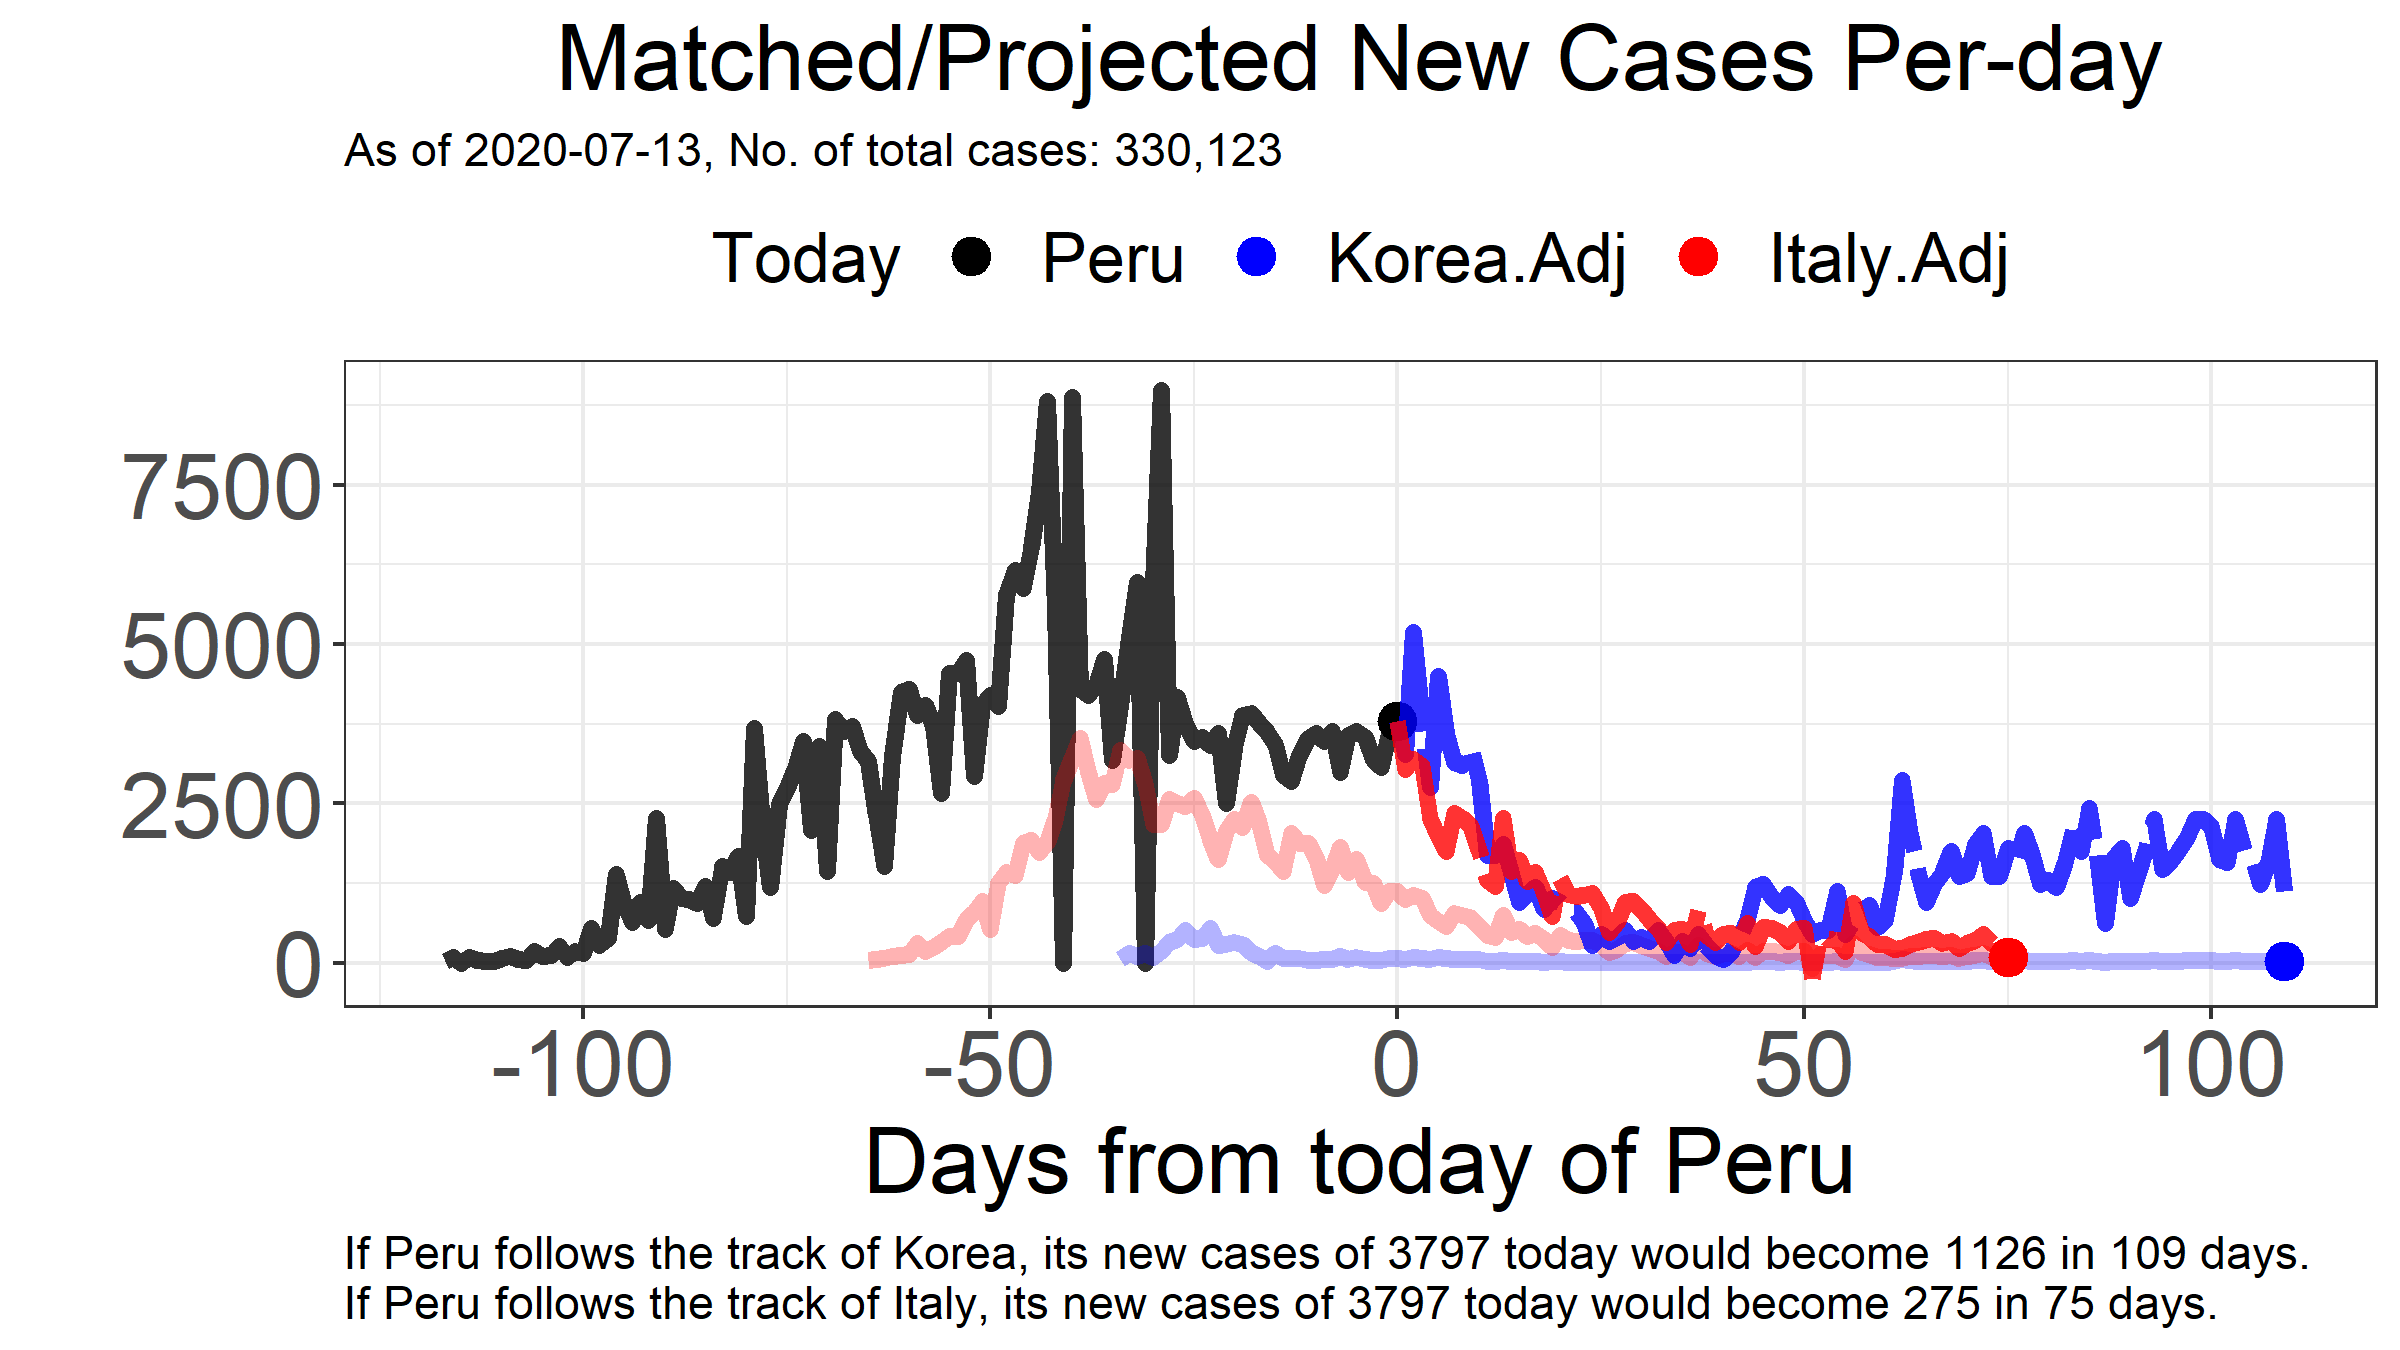 Matched/Projected New Cases Per-day
As of 2020-07-13, No. of total cases: 330,123
Today Peru Korea.Adj Italy.Adj
7500
5000
2500
0
-100 -50 0 50 100
Days from today of Peru
If Peru follows the track of Korea, its new cases of 3797 today would become 1126 in 109 days.
If Peru follows the track of Italy, its new cases of 3797 today would become 275 in 75 days.